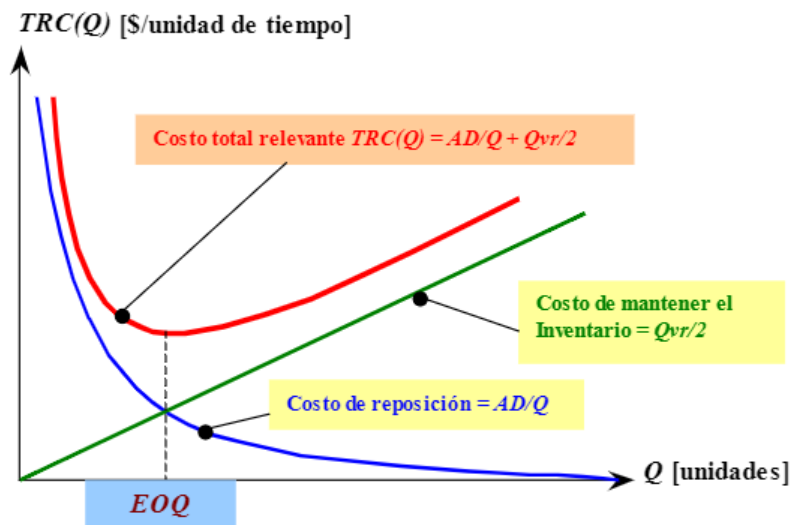 TRC(Q) [$/unidad de tiempo]
Costo total relevante TRC(Q) = AD/Q + Qvr/2
Costo de mantener el
Inventario = Qvr/2
Costo de reposición = AD/Q
Q [unidades]
EOQ